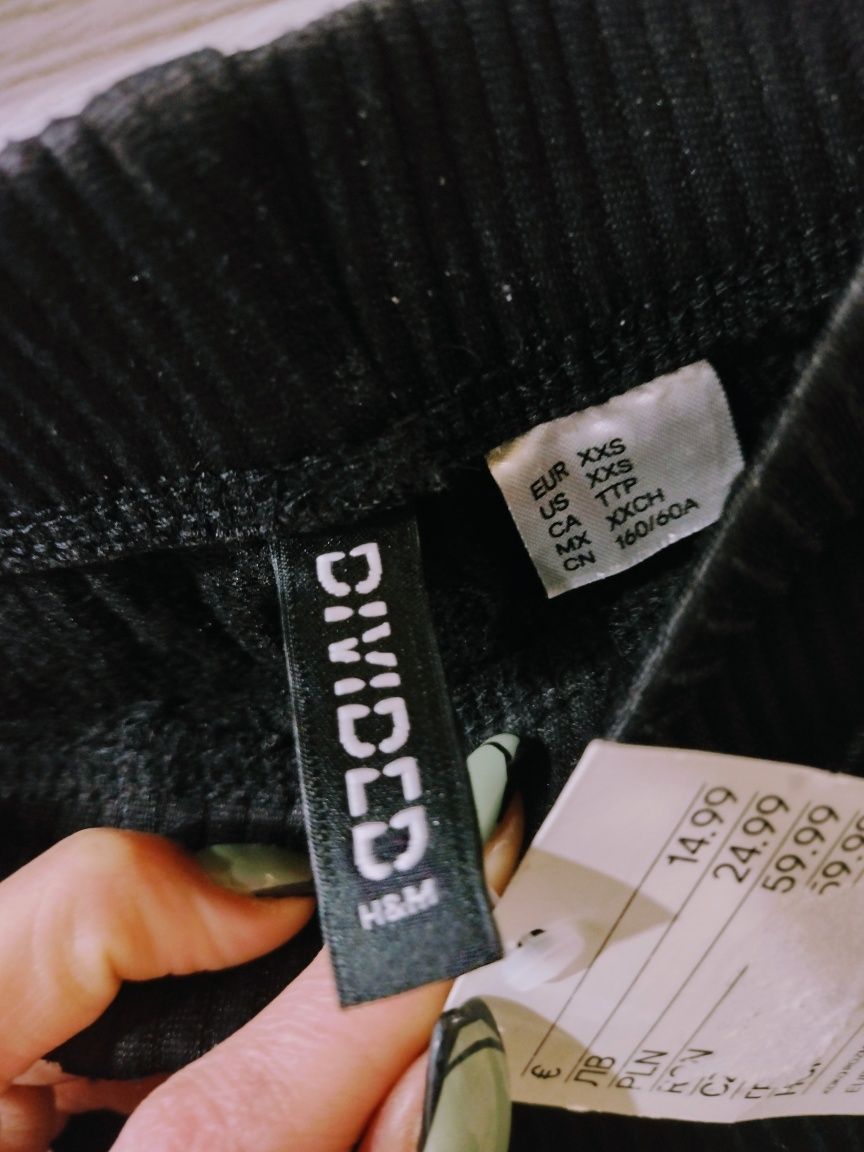 DIVIDED
H&M
EUR XXS
US XXS
CA TTP
MX XXCH
CN 160/60A
€ 14.99
ЛВ 24.99
PLN 59.99